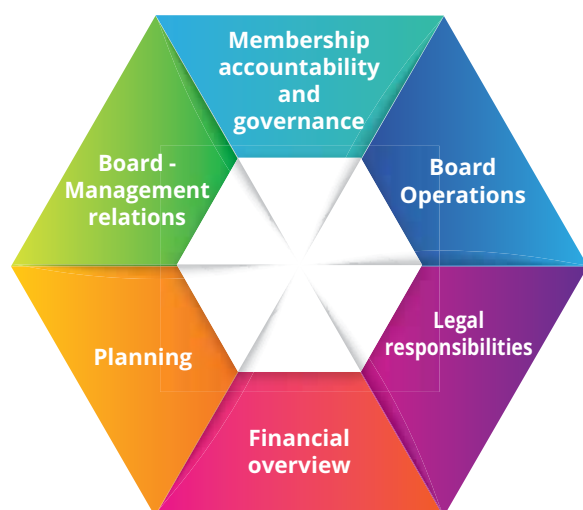 Membership
accountability
and
governance
Board
Operations
Legal
responsibilities
Financial
overview
Planning
Board -
Management
relations